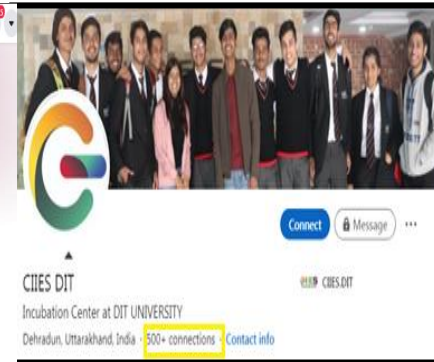 Connect
Message
CIIES DIT
CIIES.DIT
Incubation Center at DIT UNIVERSITY
Dehradun, Uttarakhand, India · 500+ connections · Contact info